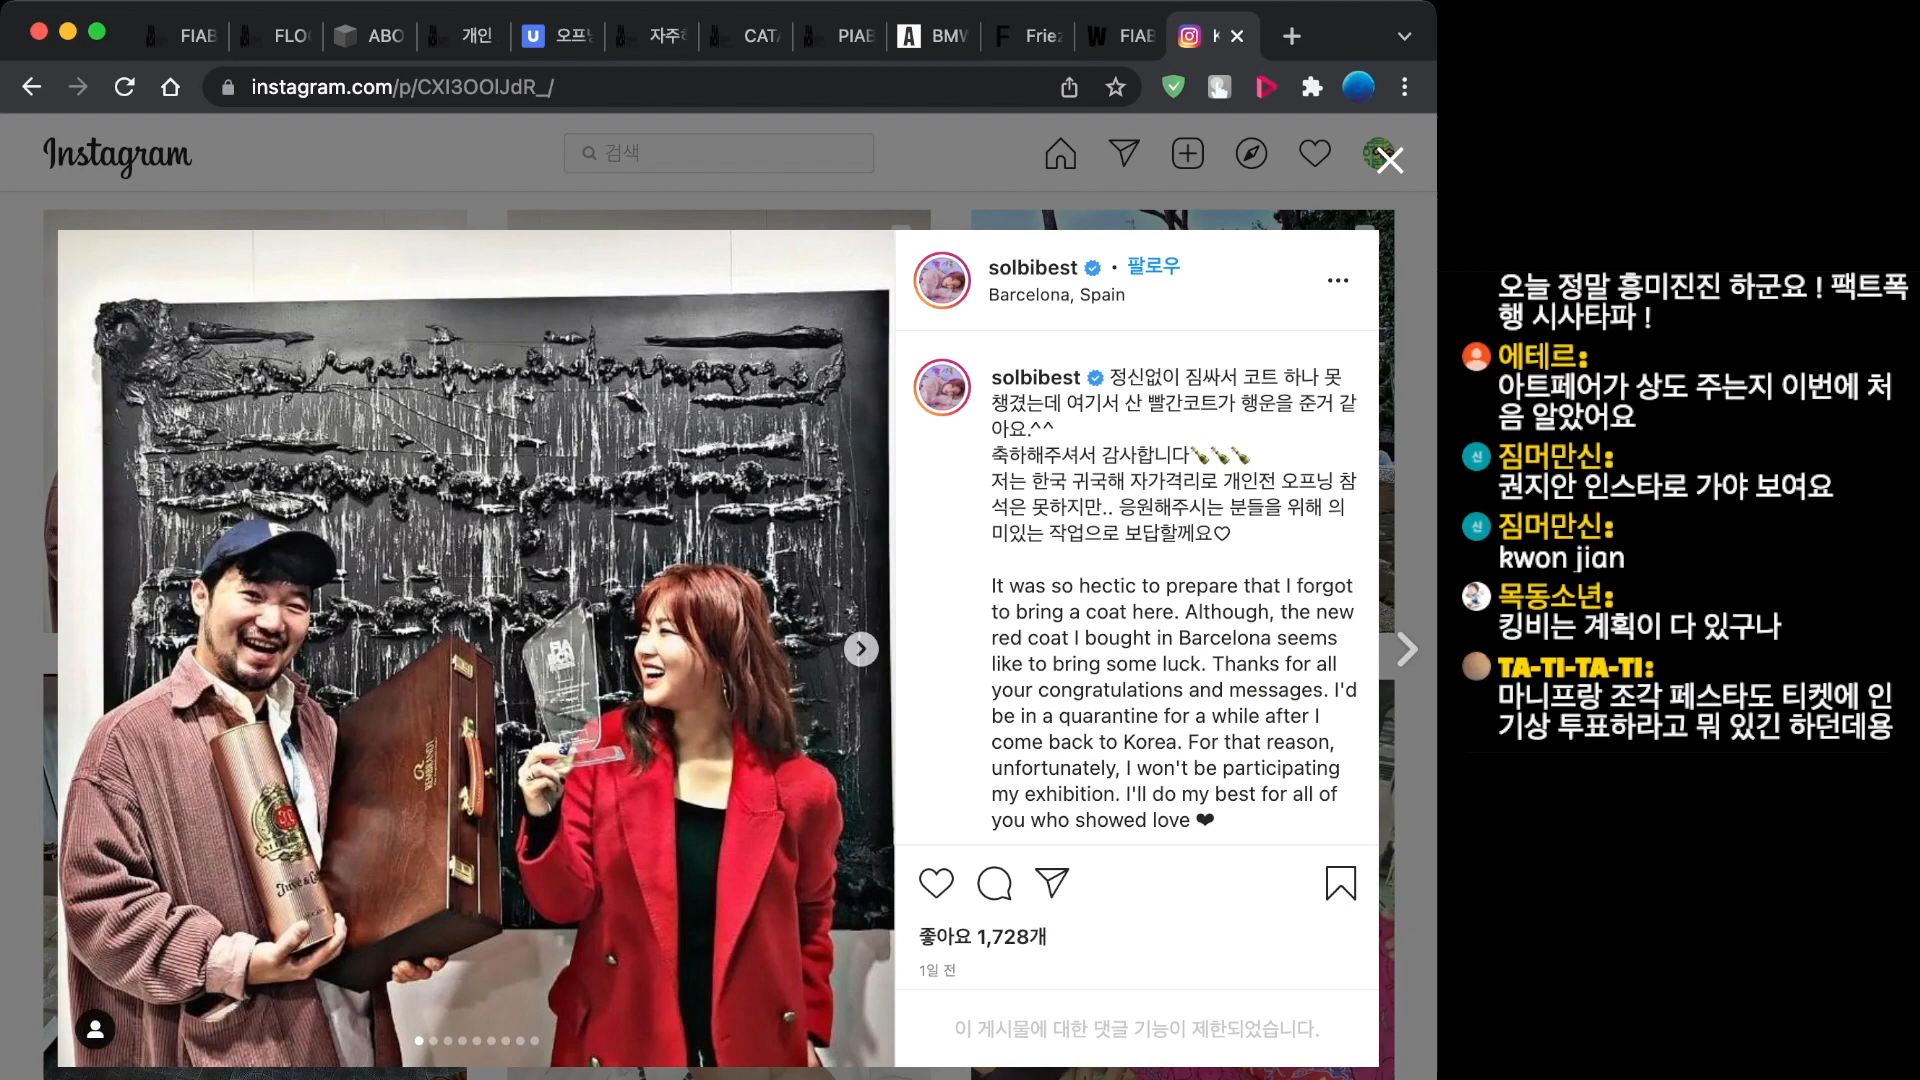 FIAB
FLO
ABO
개인
오프닝
자주
CAT
PIAB
BMW
Friez
FIAB
instagram.com/p/CXI3OOlJdR_/
Instagram
검색
solbibest • 팔로우
Barcelona, Spain
solbibest 정신없이 짐싸서 코트 하나 못
챙겼는데 여기서 산 빨간코트가 행운을 준거 같
아요.^^
축하해주셔서 감사합니다🍾🍾🍾
저는 한국 귀국해 자가격리로 개인전 오프닝 참
석은 못하지만.. 응원해주시는 분들을 위해 의
미있는 작업으로 보답할께요♡
It was so hectic to prepare that I forgot
to bring a coat here. Although, the new
red coat I bought in Barcelona seems
like to bring some luck. Thanks for all
your congratulations and messages. I'd
be in a quarantine for a while after I
come back to Korea. For that reason,
unfortunately, I won't be participating
my exhibition. I'll do my best for all of
you who showed love ❤
좋아요 1,728개
1일 전
이 게시물에 대한 댓글 기능이 제한되었습니다.
REMBRANDT
Juvé & Ca
오늘 정말 흥미진진 하군요 ! 팩트폭
행 시사타파 !
에테르:
아트페어가 상도 주는지 이번에 처
음 알았어요
신 짐머만신:
권지안 인스타로 가야 보여요
신 짐머만신:
kwon jian
목동소년:
킹비는 계획이 다 있구나
TA-TI-TA-TI:
마니프랑 조각 페스타도 티켓에 인
기상 투표하라고 뭐 있긴 하던데용